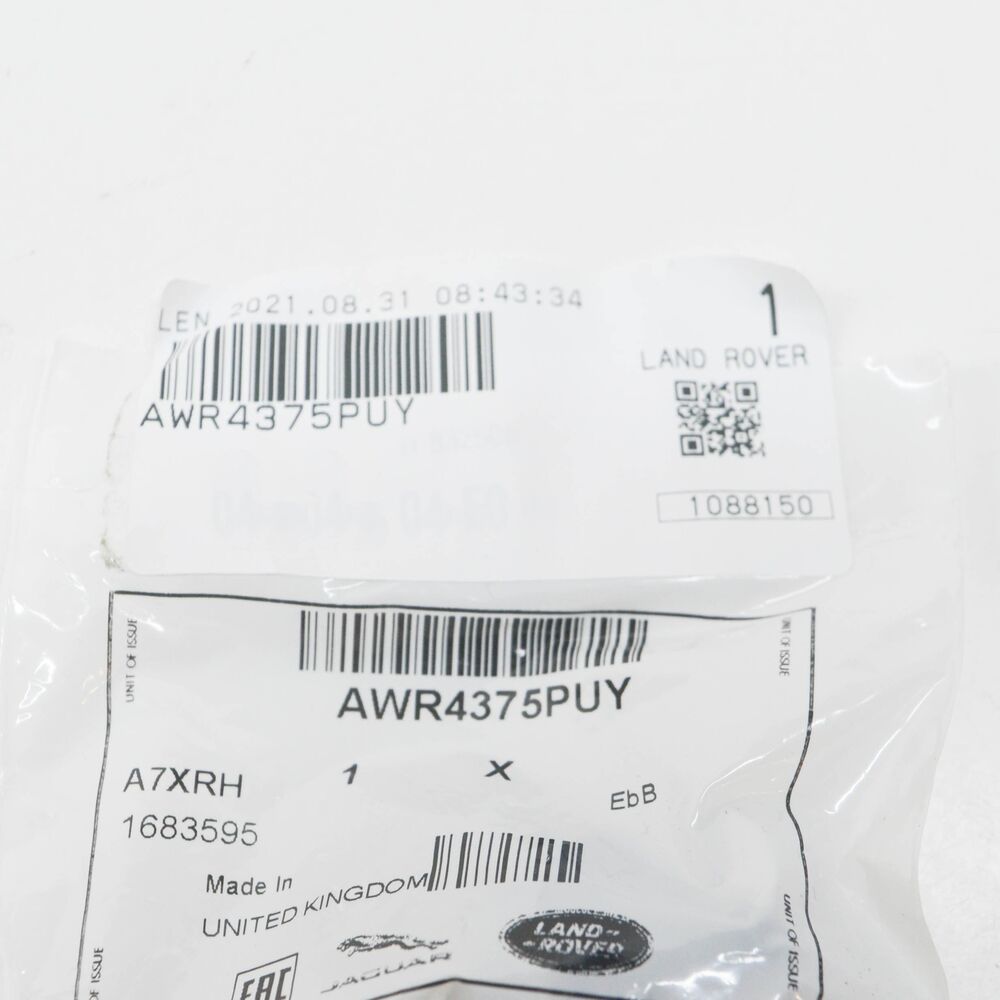 LEN 2021.08.31 08:43:34
1
LAND ROVER
AWR4375PUY
1088150
UNIT OF ISSUE
UNIT OF ISSUE
AWR4375PUY
A7XRH 1 X
EbB
1683595
Made In
UNITED KINGDOM
LAND-
-ROVER
JAGUAR
EAC
UNIT OF ISSUE
OF ISSUE